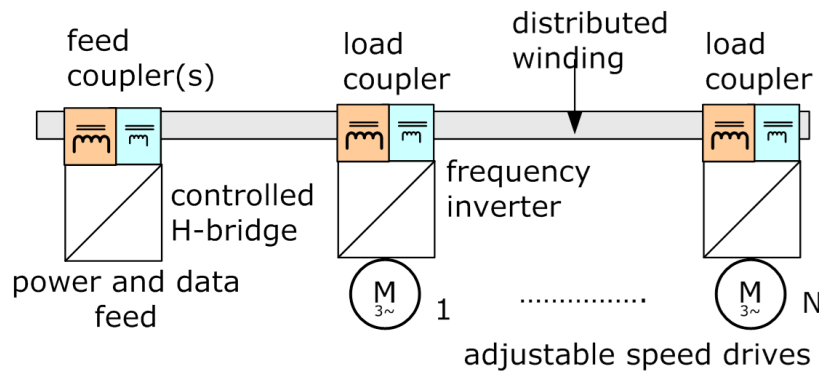 feed
coupler(s)
load
coupler
distributed
winding
load
coupler
controlled
H-bridge
frequency
inverter
power and data
feed
M
3~
1
................
M
3~
N
adjustable speed drives